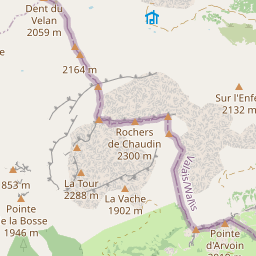 Dent du
Velan
2059 m
2164 m
Sur l'Enfe
2132 m
Rochers
de Chaudin
2300 m
Valais/Wallis
La Tour
2288 m
853 m
La Vache
1902 m
Pointe
de la Bosse
1946 m
Pointe
d'Arvoin